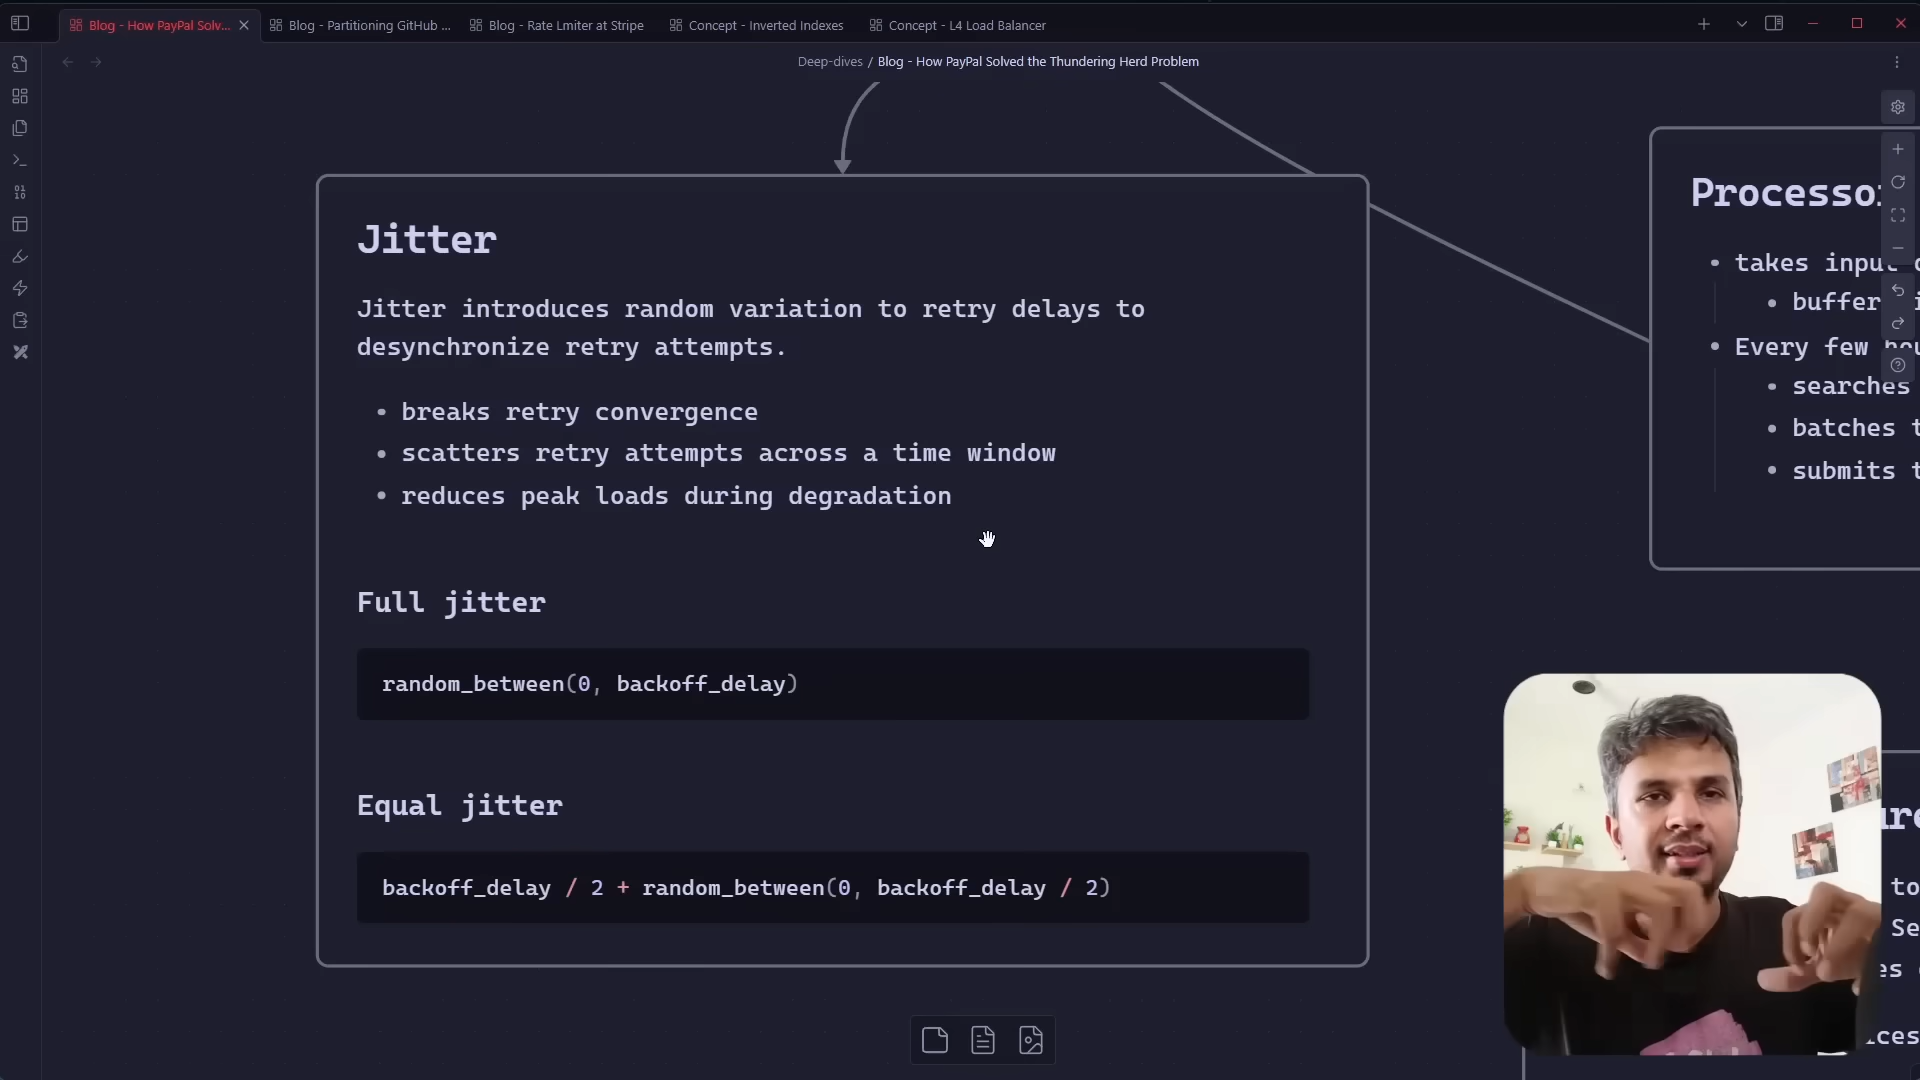 Blog - How PayPal Solv...
Blog - Partitioning GitHub ...
Blog - Rate Lmiter at Stripe
Concept - Inverted Indexes
Concept - L4 Load Balancer
Deep-dives / Blog - How PayPal Solved the Thundering Herd Problem
Jitter
Jitter introduces random variation to retry delays to
desynchronize retry attempts.
• breaks retry convergence
• scatters retry attempts across a time window
• reduces peak loads during degradation
Full jitter
random_between(0, backoff_delay)
Equal jitter
backoff_delay / 2 + random_between(0, backoff_delay / 2)
• takes input
• buffer
• Every few
• searches
• batches
• submits
to
Se